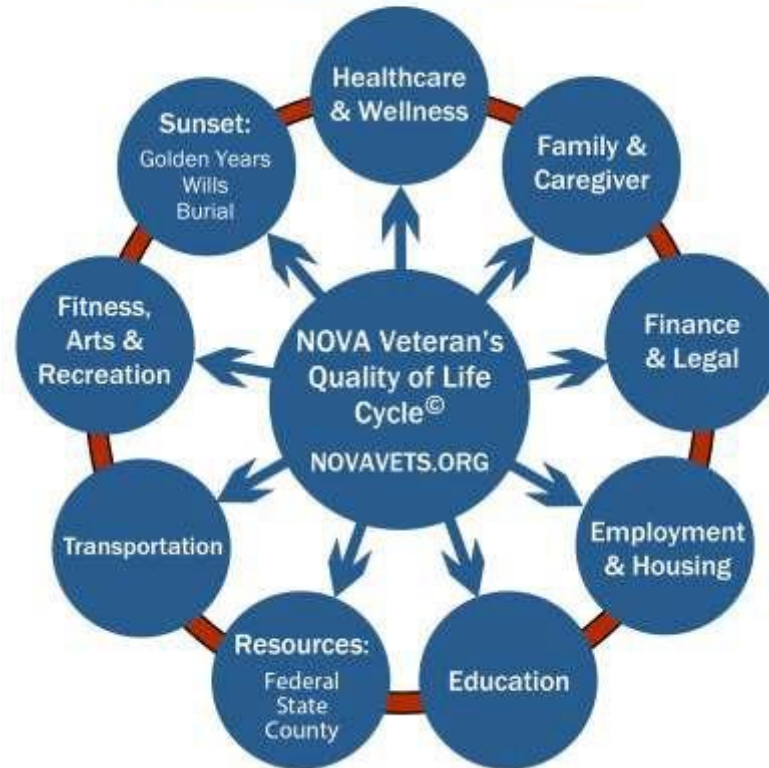 Healthcare
& Wellness
Family &
Caregiver
Finance
& Legal
Employment
& Housing
Education
Resources:
Federal
State
County
Transportation
Fitness,
Arts &
Recreation
Sunset:
Golden Years
Wills
Burial
NOVA Veteran's
Quality of Life
Cycle©
NOVAVETS.ORG